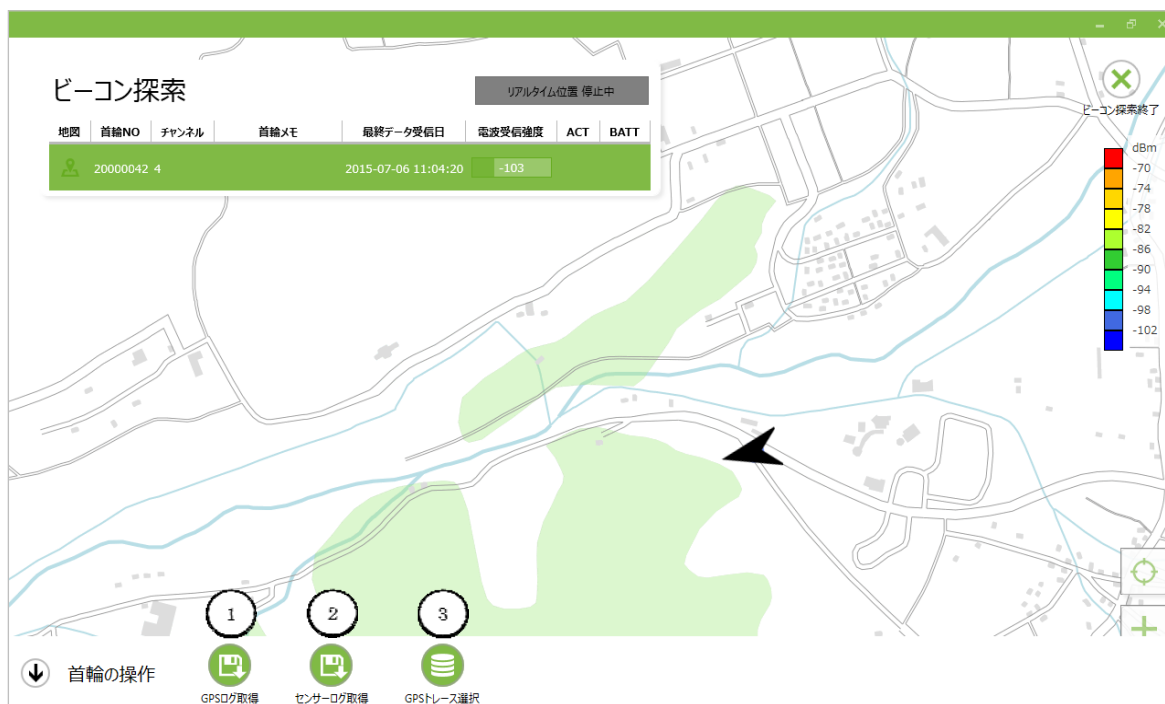 ビーコン探索
リアルタイム位置 停止中
地図 首輪NO チャンネル 首輪メモ 最終データ受信日 電波受信強度 ACT BATT
20000042 4 2015-07-06 11:04:20 -103
ビーコン探索終了
dBm
-70
-74
-78
-82
-86
-90
-94
-98
-102
1 2 3
首輪の操作
GPSログ取得 センサーログ取得 GPSトレース選択